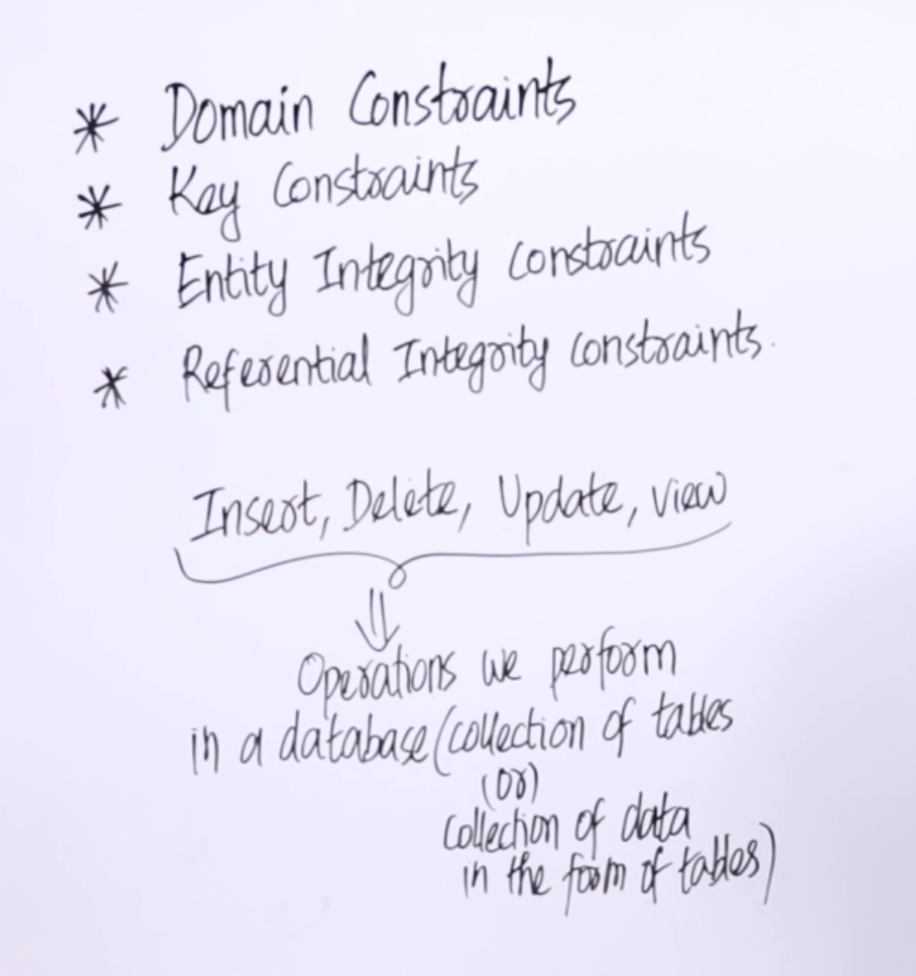 * Domain Constraints
* Key Constraints
* Entity Integrity constraints
* Referential Integrity constraints.
Insert, Delete, Update, view
⇓
Operations we perform
in a database (collection of tables
(or)
collection of data
in the form of tables)